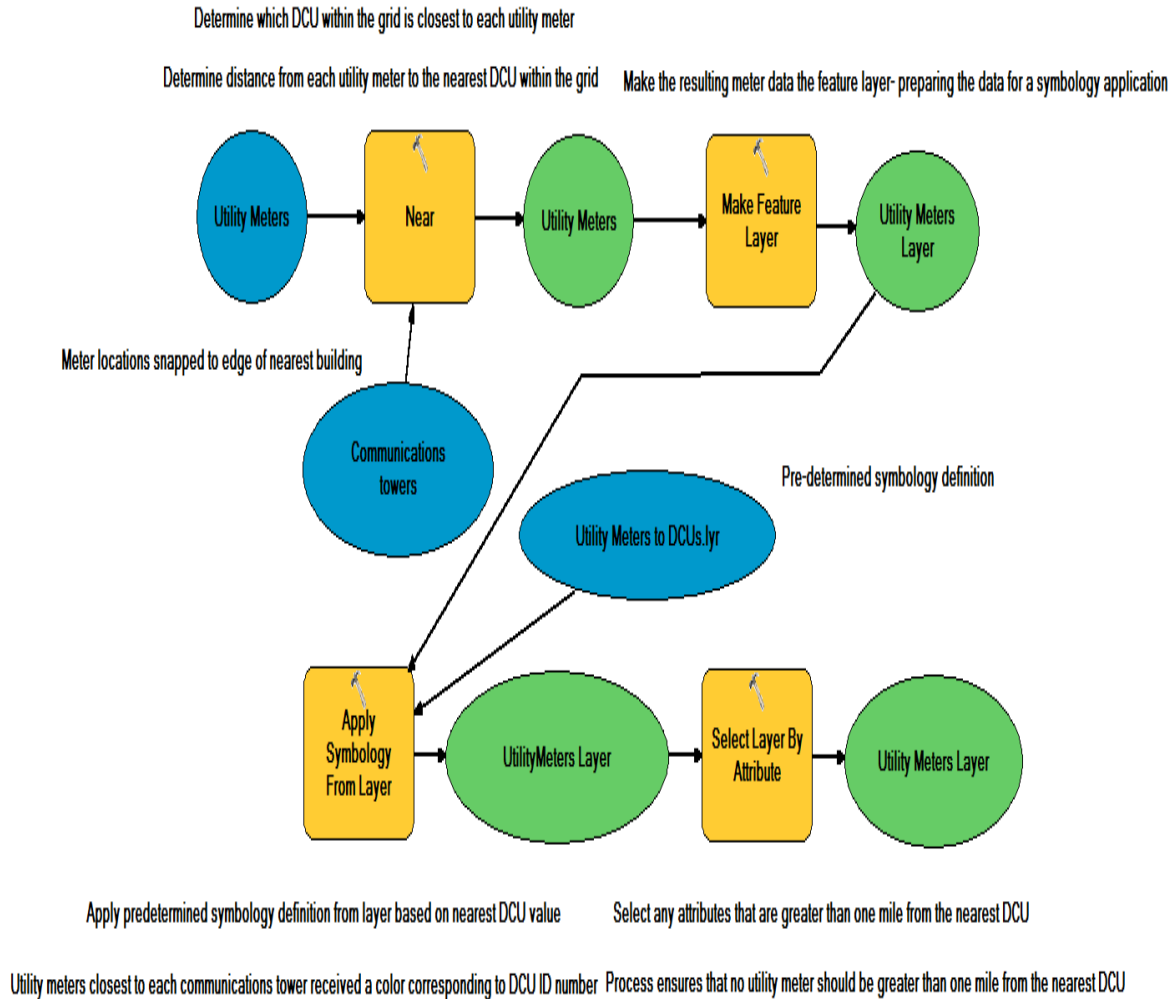 Determine which DCU within the grid is closest to each utility meter
Determine distance from each utility meter to the nearest DCU within the grid
Make the resulting meter data the feature layer- preparing the data for a symbology application
Utility Meters
Near
Utility Meters
Make Feature
Layer
Utility Meters
Layer
Meter locations snapped to edge of nearest building
Communications
towers
Pre-determined symbology definition
Utility Meters to DCUs.lyr
Apply
Symbology
From Layer
UtilityMeters Layer
Select Layer By
Attribute
Utility Meters Layer
Apply predetermined symbology definition from layer based on nearest DCU value
Select any attributes that are greater than one mile from the nearest DCU
Utility meters closest to each communications tower received a color corresponding to DCU ID number
Process ensures that no utility meter should be greater than one mile from the nearest DCU